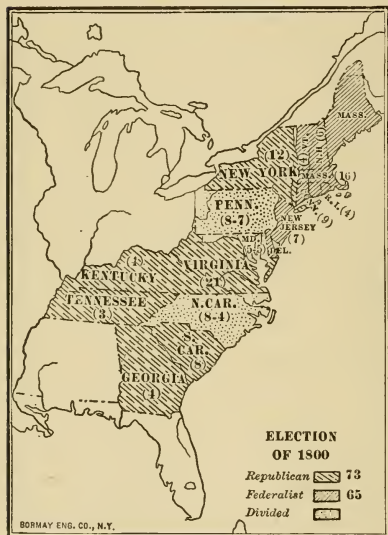 MASS.
(12)
NEW YORK
MASS. (16)
R.I. (4)
(9)
PENN.
(8-7)
NEW
JERSEY
(7)
MD.
5-5
DEL.
(4)
KENTUCKY
VIRGINIA
(21)
TENNESSEE
(3)
N.CAR.
(8-4)
S.
CAR.
(8)
GEORGIA
(4)
ELECTION
OF 1800
Republican 73
Federalist 65
Divided
BORMAY ENG. CO., N.Y.